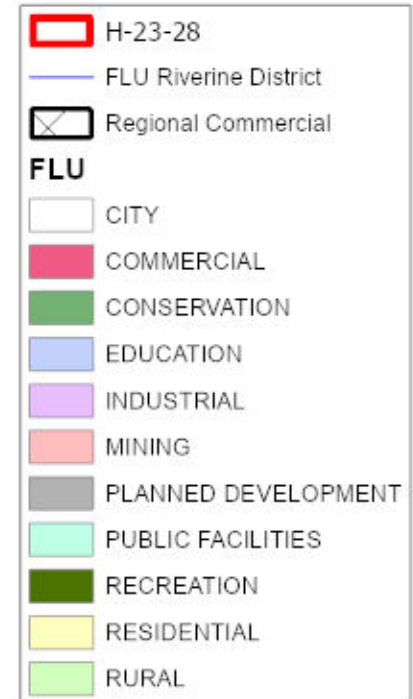 H-23-28
FLU Riverine District
Regional Commercial
FLU
CITY
COMMERCIAL
CONSERVATION
EDUCATION
INDUSTRIAL
MINING
PLANNED DEVELOPMENT
PUBLIC FACILITIES
RECREATION
RESIDENTIAL
RURAL